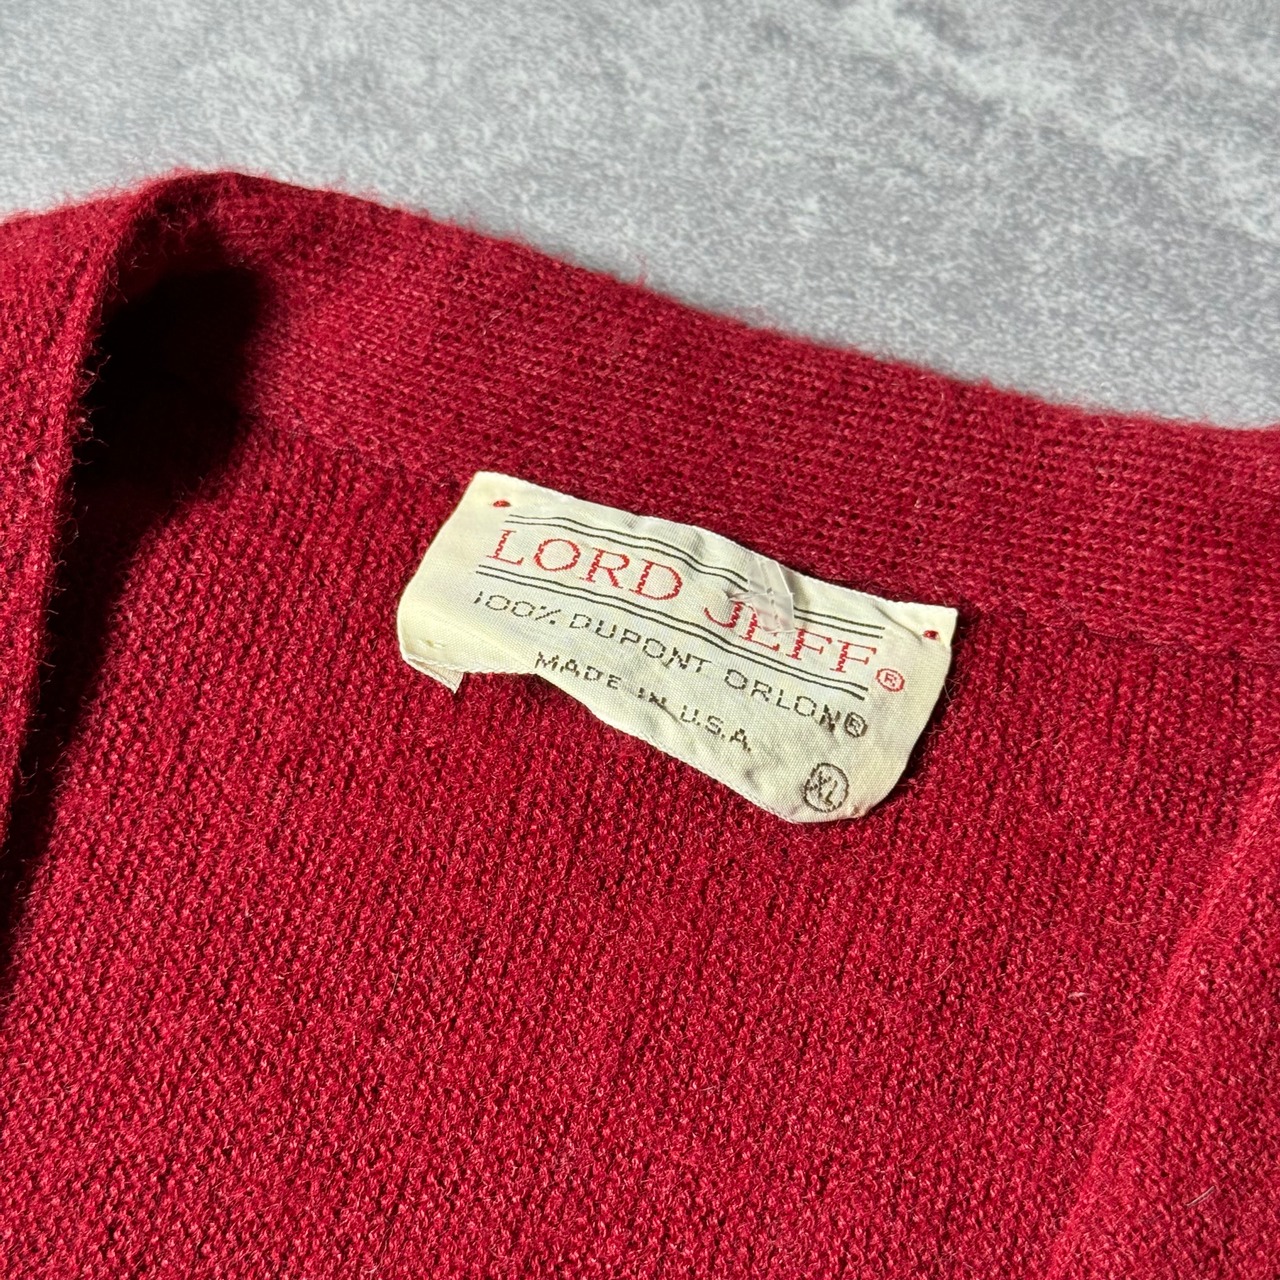 LORD JEFF®
100% DUPONT ORLON®
MADE IN U.S.A.
XL